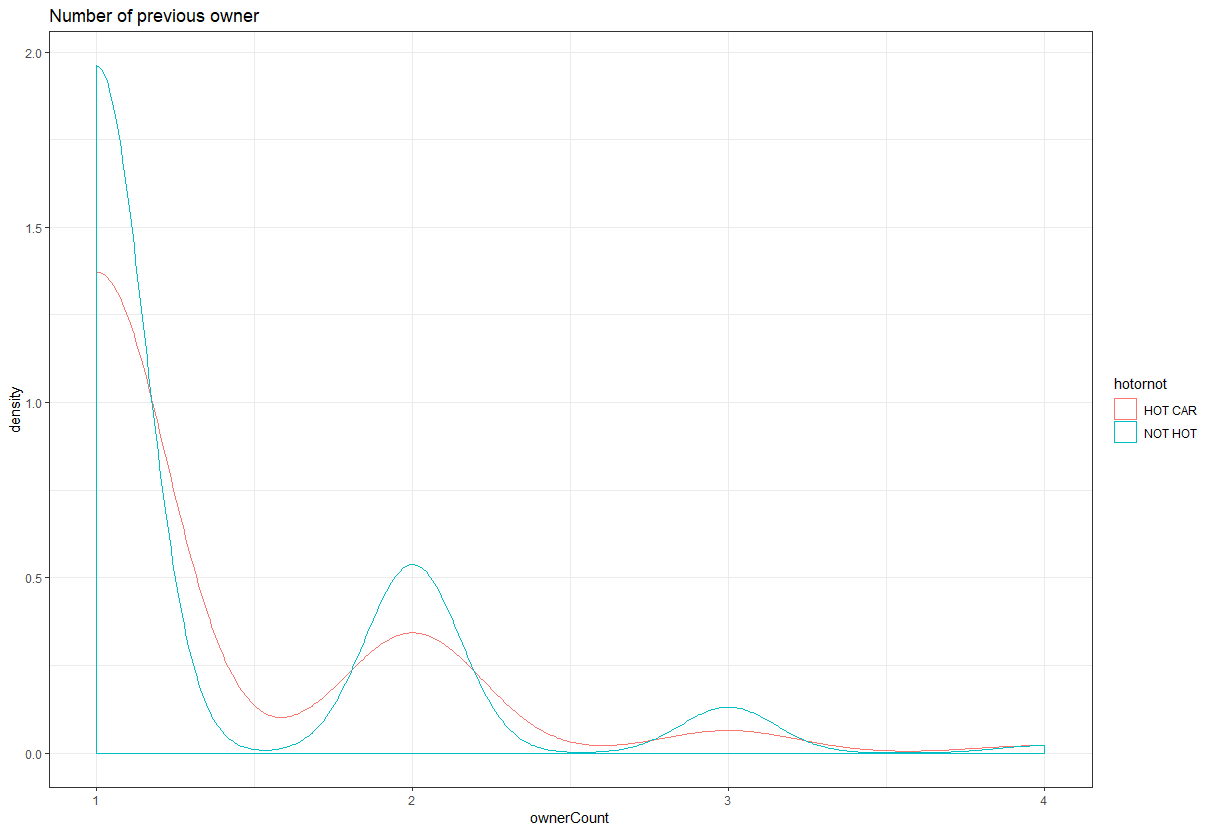 Number of previous owner
2.0
1.5
1.0
0.5
0.0
density
1 2 3 4
ownerCount
hotornot
HOT CAR
NOT HOT